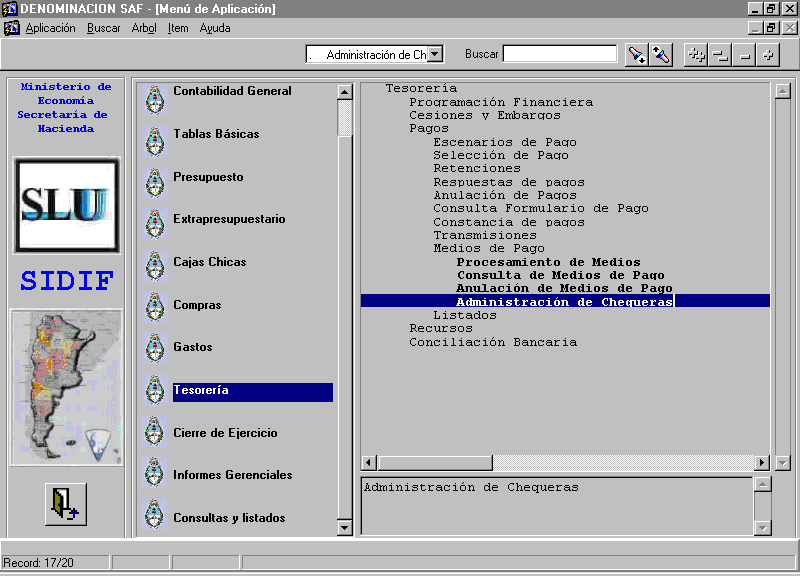 DENOMINACION SAF - [Menú de Aplicación]
Aplicación Buscar Arbol Item Ayuda
. Administración de Ch Buscar
Ministerio de
Economía
Secretaría de
Hacienda
SLU
SIDIF
Contabilidad General
Tablas Básicas
Presupuesto
Extrapresupuestario
Cajas Chicas
Compras
Gastos
Tesorería
Cierre de Ejercicio
Informes Gerenciales
Consultas y listados
Tesorería
Programación Financiera
Cesiones y Embargos
Pagos
Escenarios de Pago
Selección de Pago
Retenciones
Respuestas de pagos
Anulación de Pagos
Consulta Formulario de Pago
Constancia de pagos
Transmisiones
Medios de Pago
Procesamiento de Medios
Consulta de Medios de Pago
Anulación de Medios de Pago
Administración de Chequeras
Listados
Recursos
Conciliación Bancaria
Administración de Chequeras
Record: 17/20